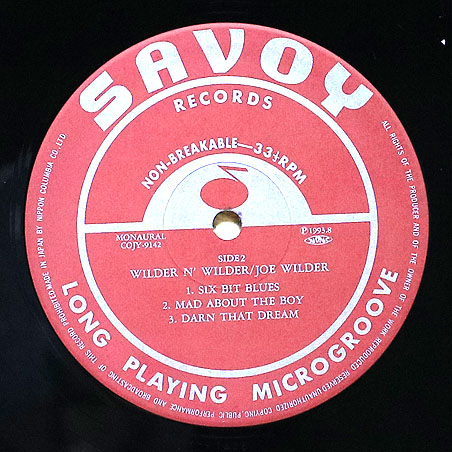 SAVOY
RECORDS
NON-BREAKABLE—33⅓RPM
MONAURAL
COJY-9142
SIDE 2
Ⓟ1993.8
WILDER N' WILDER/JOE WILDER
1. SIX BIT BLUES
2. MAD ABOUT THE BOY
3. DARN THAT DREAM
LONG PLAYING MICROGROOVE
ALL RIGHTS OF THE PRODUCER AND OF THE OWNER OF THE WORK REPRODUCED RESERVED UNAUTHORIZED COPYING PUBLIC PERFORMANCE AND BROADCASTING OF THIS RECORD PROHIBITED. MADE IN JAPAN BY NIPPON COLUMBIA CO., LTD.